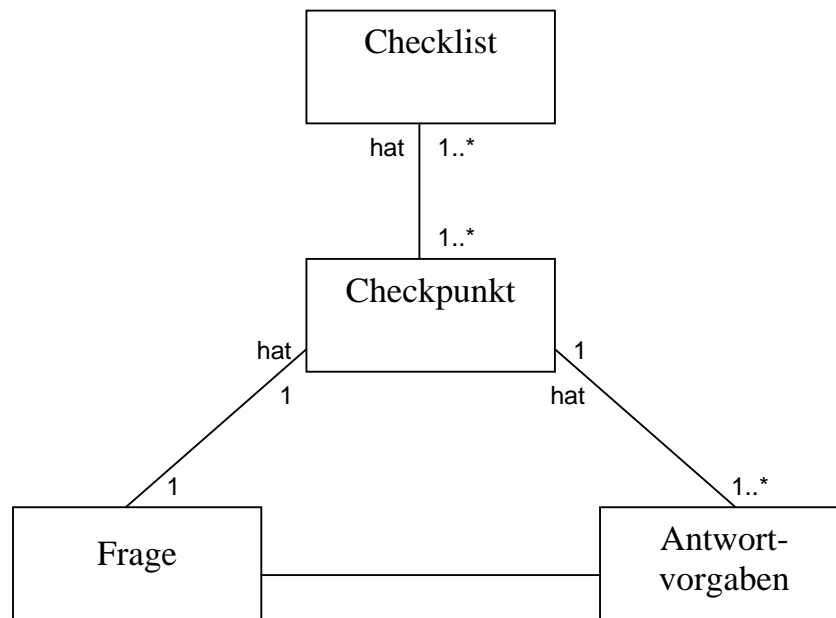 Checklist
hat 1..*
1..*
Checkpunkt
hat 1
1 hat
1 1..*
Frage
Antwort-
vorgaben